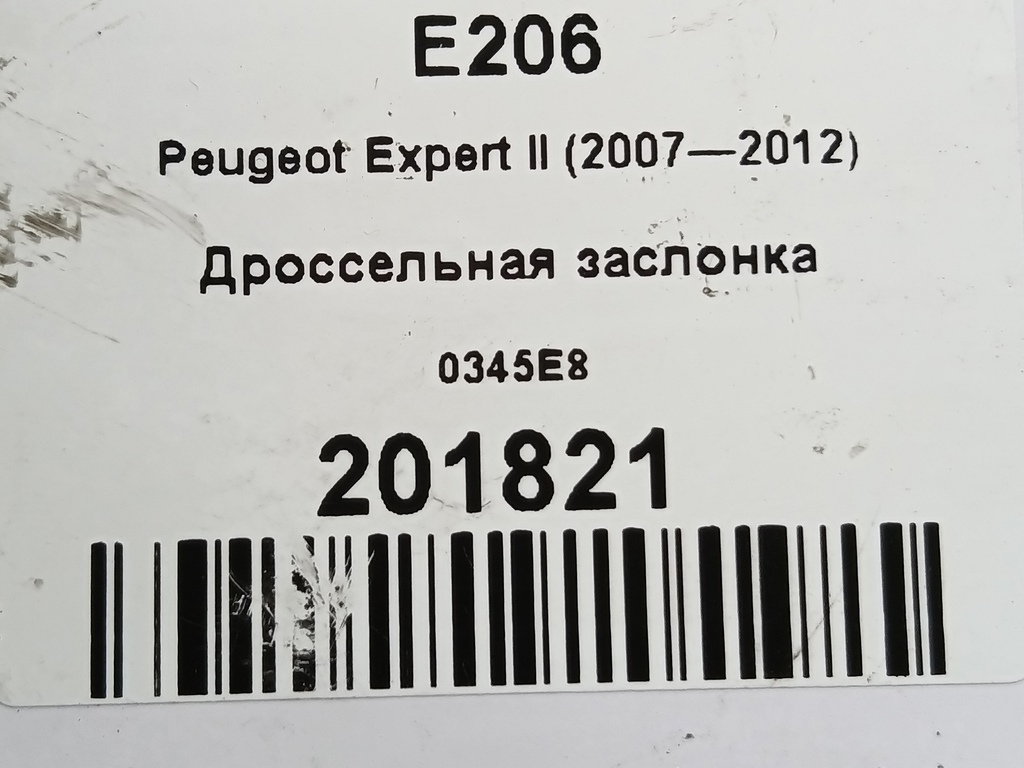 E206
Peugeot Expert II (2007—2012)
Дроссельная заслонка
0345E8
201821